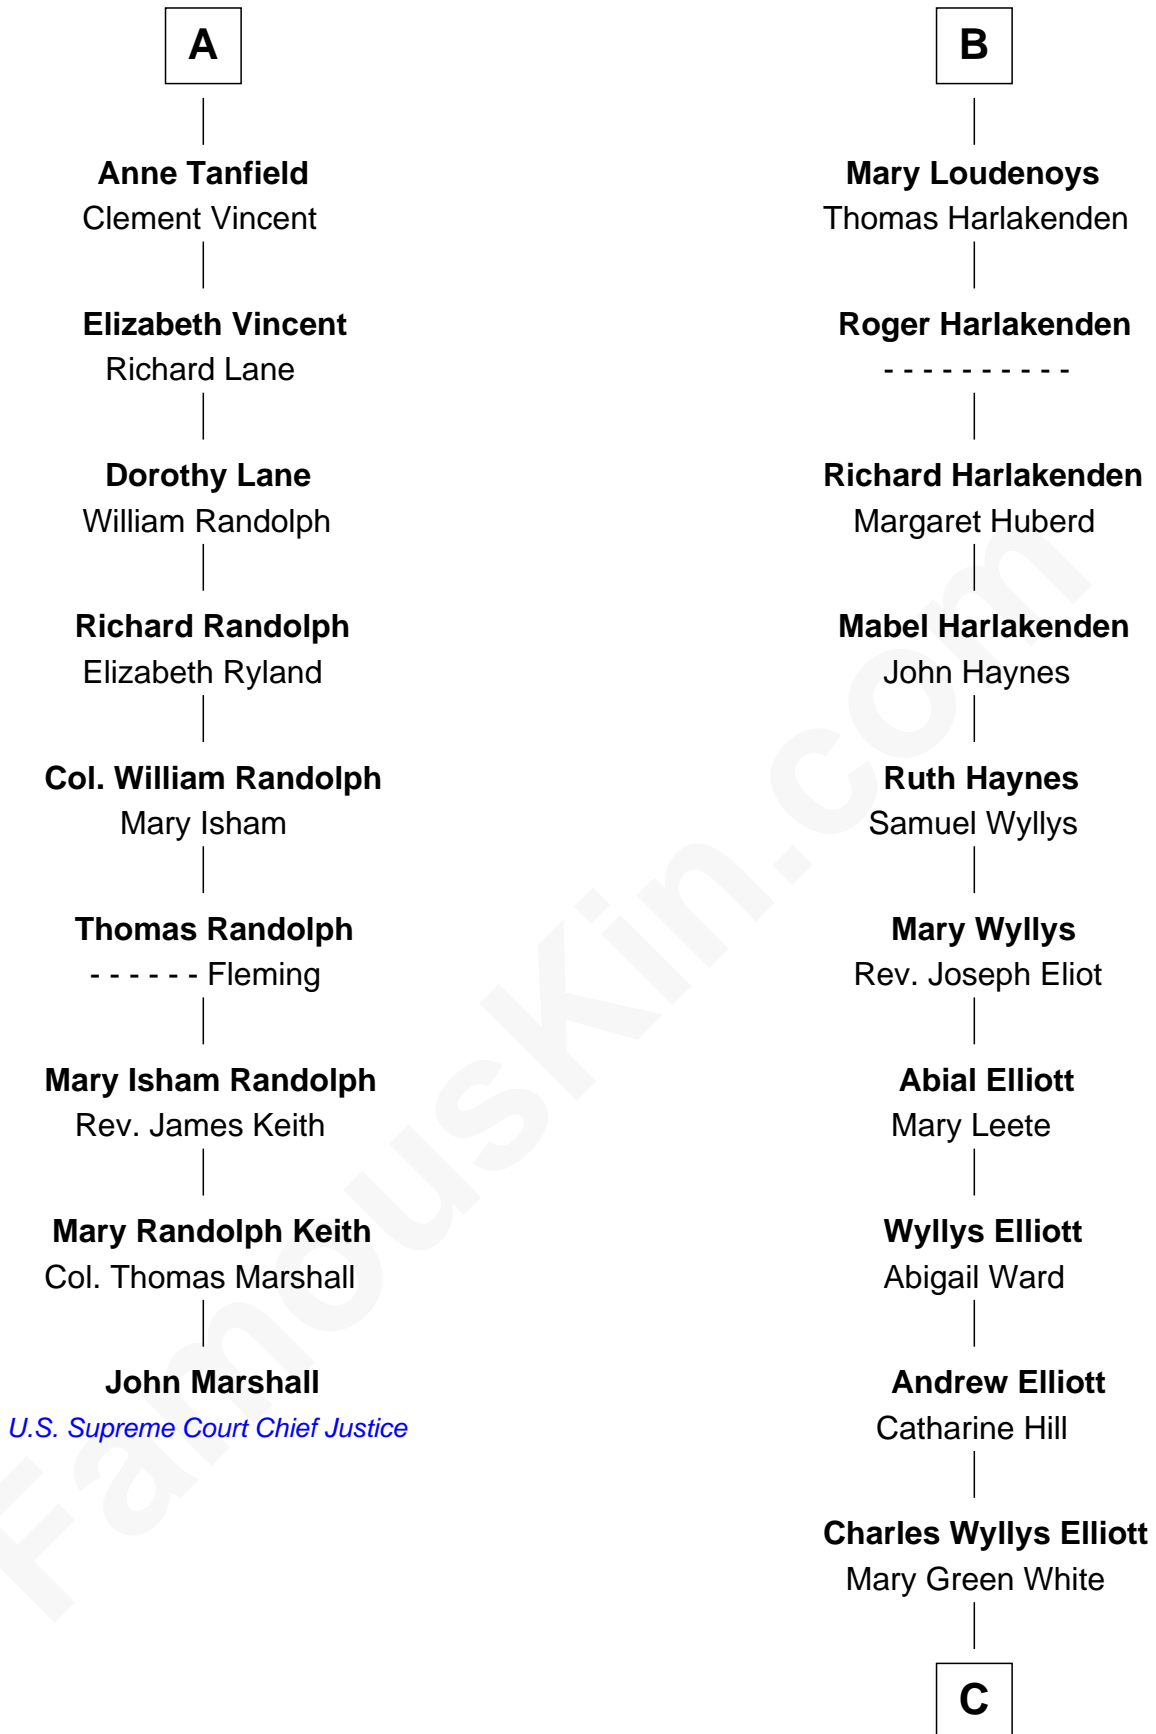 A
Anne Tanfield
Clement Vincent
Elizabeth Vincent
Richard Lane
Dorothy Lane
William Randolph
Richard Randolph
Elizabeth Ryland
Col. William Randolph
Mary Isham
Thomas Randolph
- - - - - - Fleming
Mary Isham Randolph
Rev. James Keith
Mary Randolph Keith
Col. Thomas Marshall
John Marshall
U.S. Supreme Court Chief Justice
B
Mary Loudenoys
Thomas Harlakenden
Roger Harlakenden
- - - - - - - - - -
Richard Harlakenden
Margaret Huberd
Mabel Harlakenden
John Haynes
Ruth Haynes
Samuel Wyllys
Mary Wyllys
Rev. Joseph Eliot
Abial Elliott
Mary Leete
Wyllys Elliott
Abigail Ward
Andrew Elliott
Catharine Hill
Charles Wyllys Elliott
Mary Green White
C
FamousKin.com